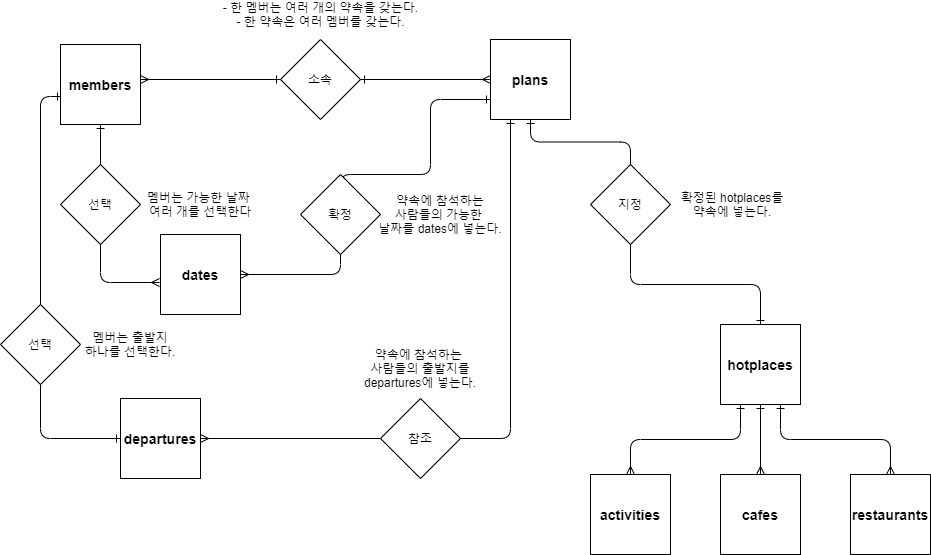 - 한 멤버는 여러 개의 약속을 갖는다.
- 한 약속은 여러 멤버를 갖는다.
members
소속
plans
선택
멤버는 가능한 날짜
여러 개를 선택한다
확정
약속에 참석하는
사람들의 가능한
날짜를 dates에 넣는다.
지정
확정된 hotplaces를
약속에 넣는다.
dates
선택
멤버는 출발지
하나를 선택한다.
약속에 참석하는
사람들의 출발지를
departures에 넣는다.
hotplaces
departures
참조
activities
cafes
restaurants